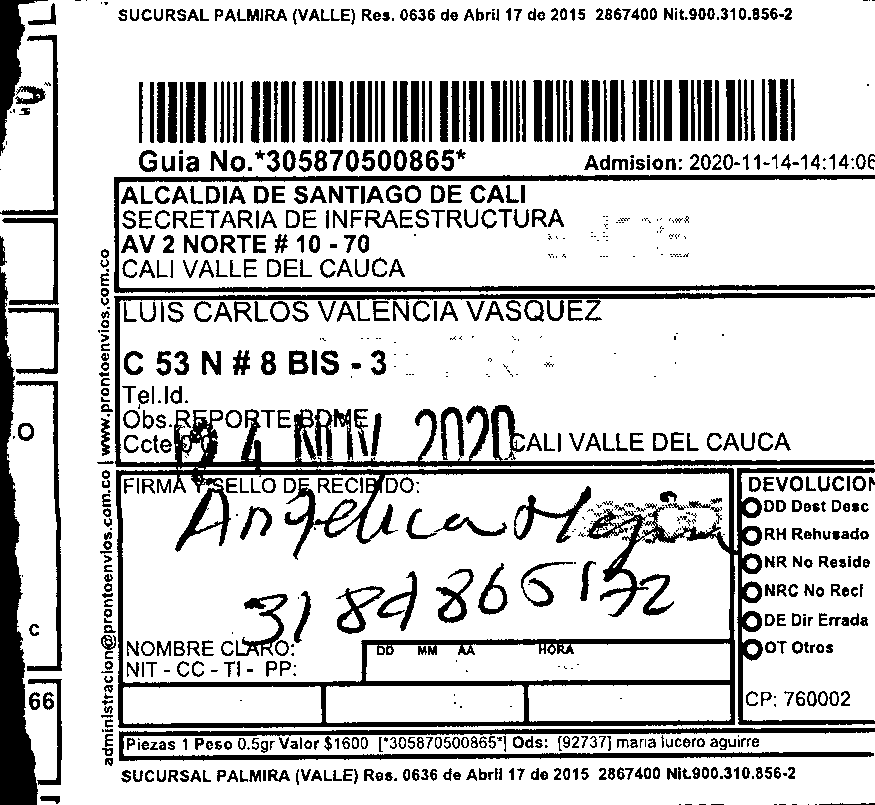 SUCURSAL PALMIRA (VALLE) Res. 0636 de Abril 17 de 2015 2867400 Nit.900.310.856-2
Guia No.*305870500865*
Admision: 2020-11-14-14:14:06
ALCALDIA DE SANTIAGO DE CALI
SECRETARIA DE INFRAESTRUCTURA
AV 2 NORTE # 10 - 70
CALI VALLE DEL CAUCA
www.prontoenvios.com.co
LUIS CARLOS VALENCIA VASQUEZ
C 53 N # 8 BIS - 3
Tel.Id.
Obs.REPORTE BDME
Ccte
24 NOV 2020
CALI VALLE DEL CAUCA
administracion@prontoenvios.com.co
FIRMA Y SELLO DE RECIBIDO:
Angelica Mejia
NOMBRE CLARO:
NIT - CC - TI - PP:
DD MM AA HORA
DEVOLUCION
DD Dest Desc
RH Rehusado
NR No Reside
NRC No Reci
DE Dir Errada
OT Otros
CP: 760002
66
Piezas 1 Peso 0.5gr Valor $1600 [*305870500865*] Ods: [92737] maria lucero aguirre
SUCURSAL PALMIRA (VALLE) Res. 0636 de Abril 17 de 2015 2867400 Nit.900.310.856-2